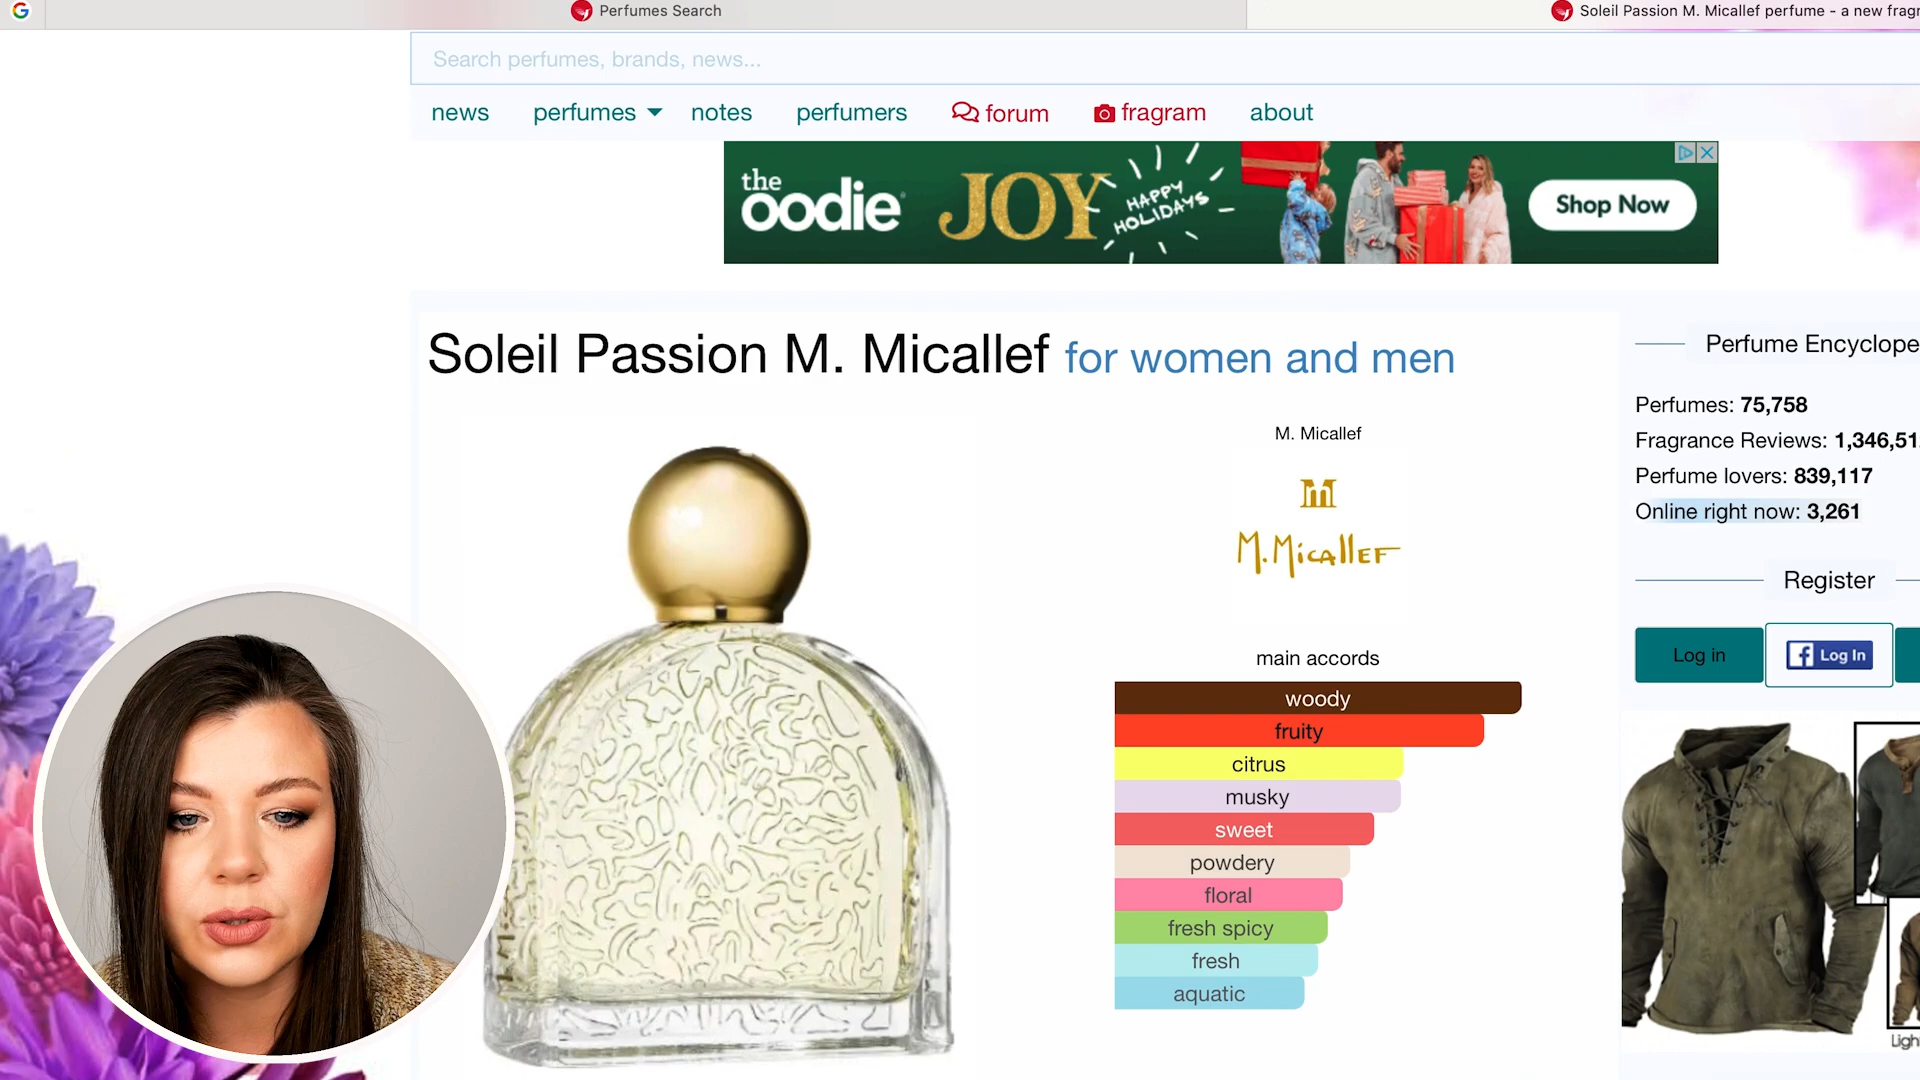 G
Perfumes Search
Soleil Passion M. Micallef perfume - a new fragr
Search perfumes, brands, news...
news perfumes notes perfumers forum fragram about
the oodie
JOY
HAPPY
HOLIDAYS
Shop Now
Soleil Passion M. Micallef for women and men
M. Micallef
M
M.MicallEF
main accords
woody
fruity
citrus
musky
sweet
powdery
floral
fresh spicy
fresh
aquatic
Perfume Encyclope
Perfumes: 75,758
Fragrance Reviews: 1,346,51
Perfume lovers: 839,117
Online right now: 3,261
Register
Log in
f Log In
Ligh